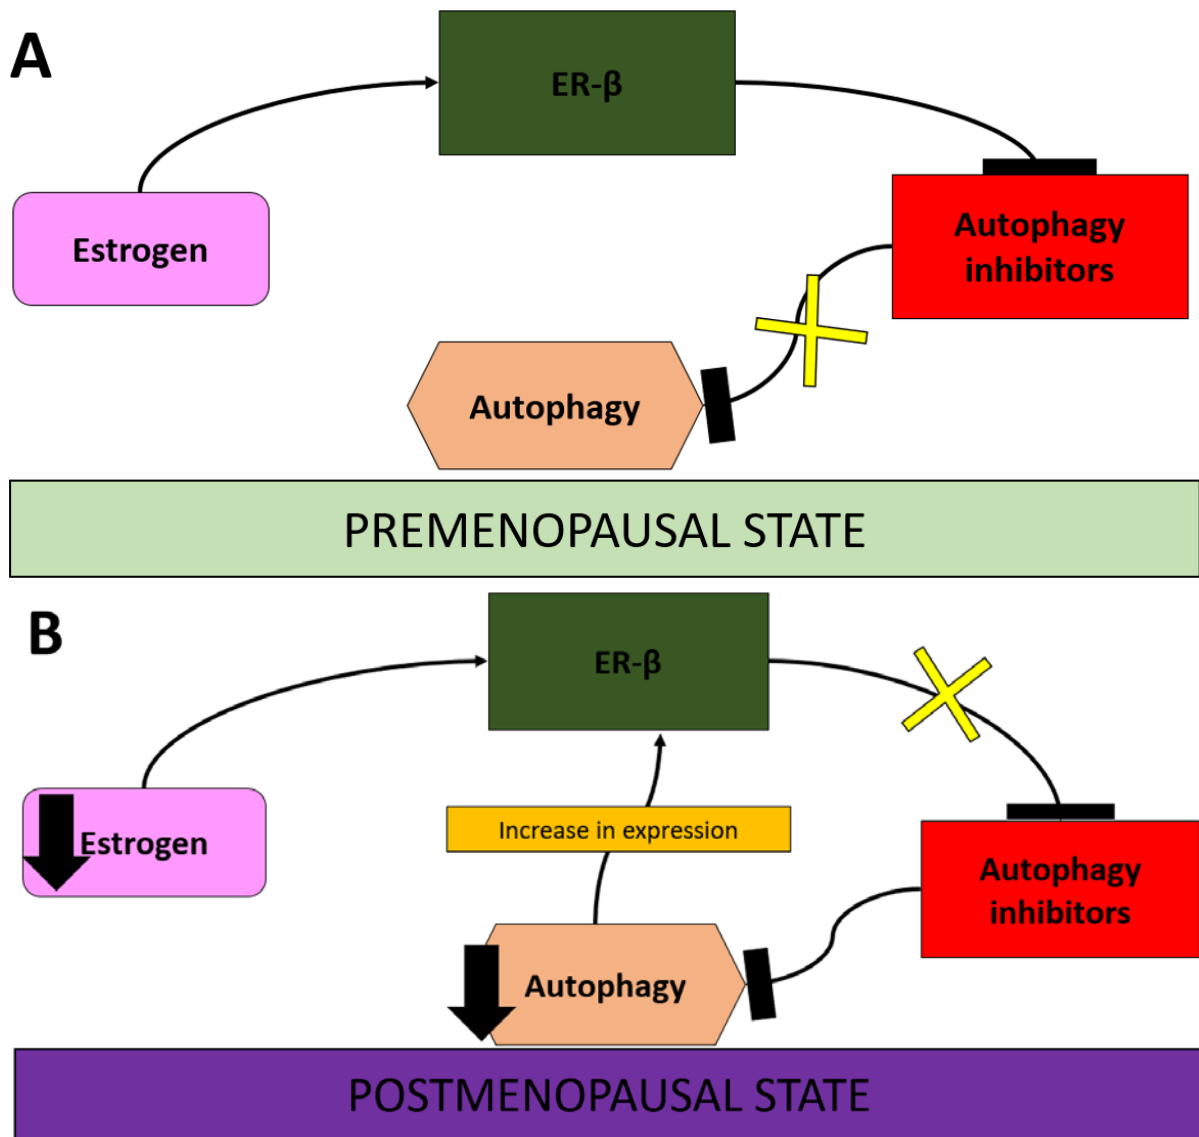 A
ER-β
Estrogen
Autophagy
inhibitors
Autophagy
PREMENOPAUSAL STATE
B
ER-β
Estrogen
Increase in expression
Autophagy
inhibitors
Autophagy
POSTMENOPAUSAL STATE